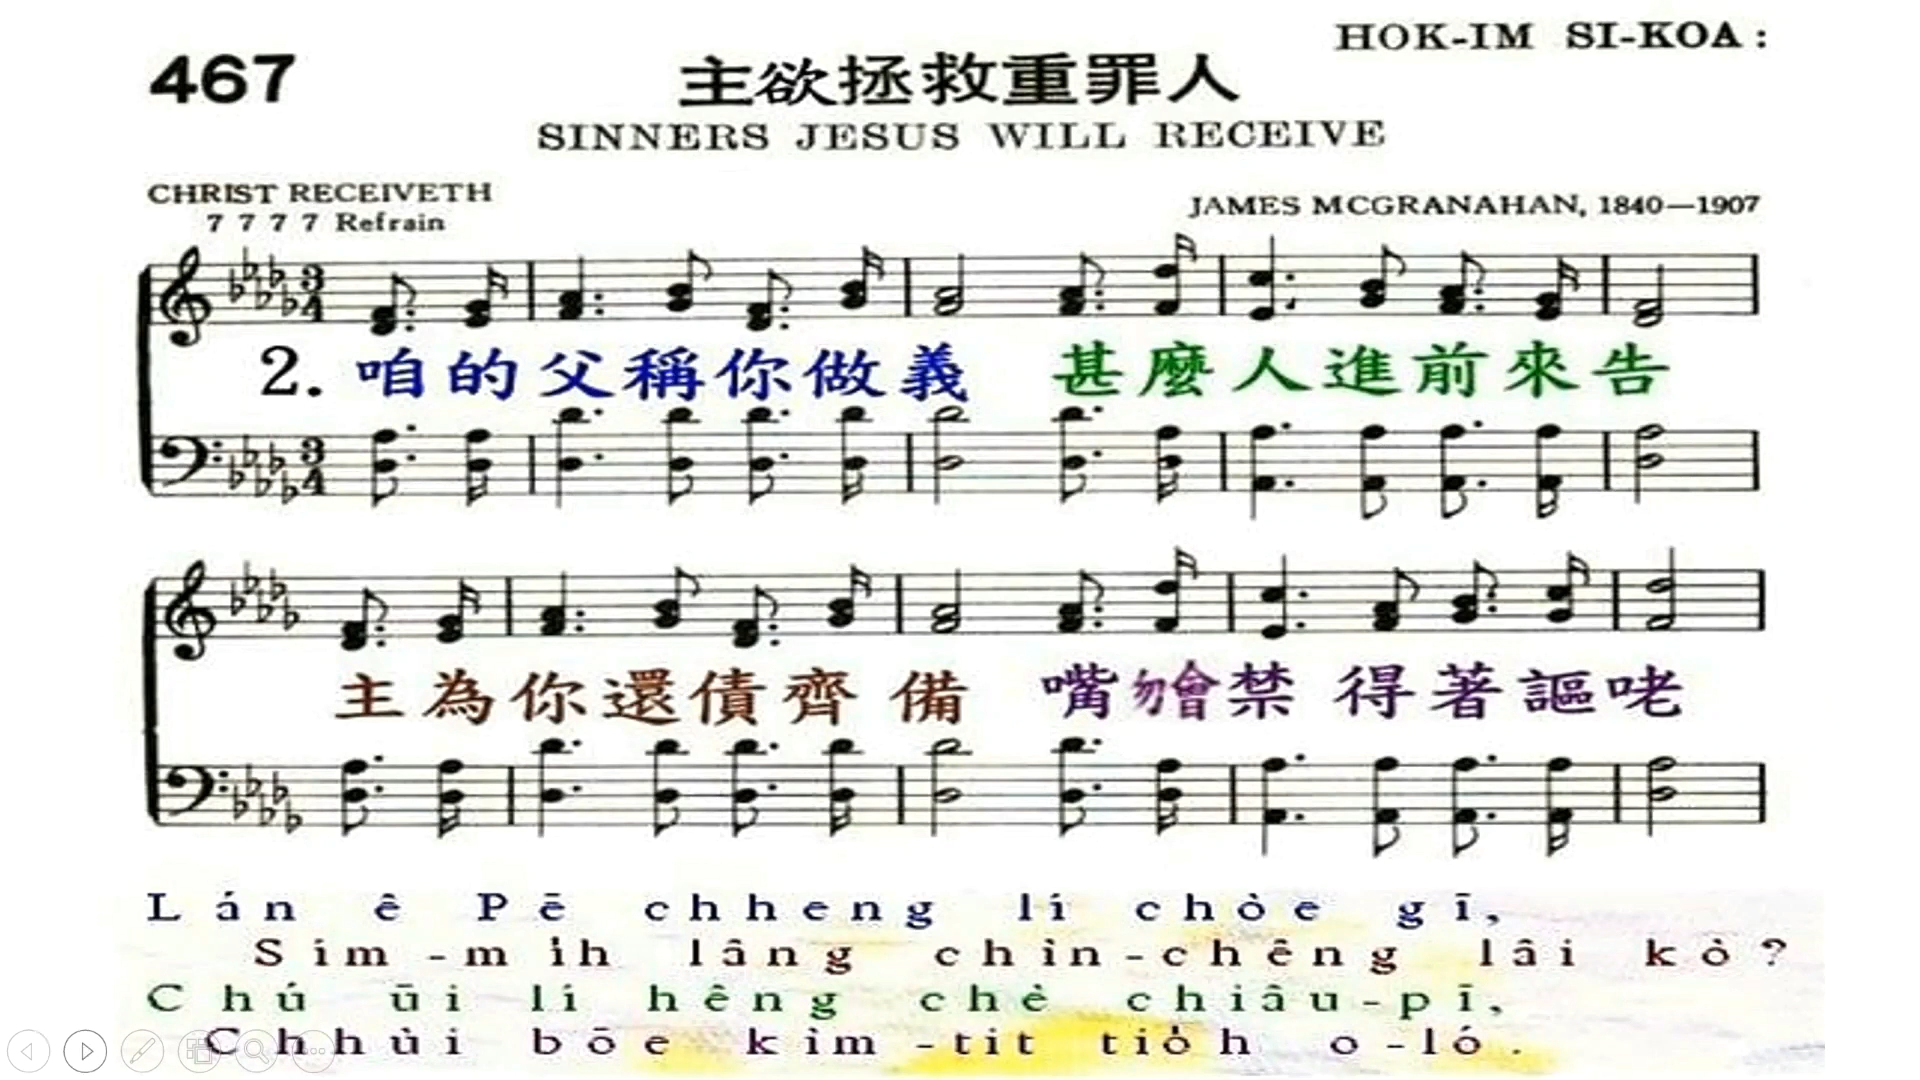 HOK-IM SI-KOA:
467
主欲拯救重罪人
SINNERS JESUS WILL RECEIVE
CHRIST RECEIVETH
7 7 7 7 Refrain
JAMES MCGRANAHAN, 1840—1907
2. 咱的父稱你做義 甚麼人進前來告
主為你還債齊備 嘴勿會禁得著謳咾
Lán ê Pē chheng lí chòe gī,
Sím-mi̍h lâng chìn-chêng lâi kò?
Chú ūi lí hêng chè chiâu-pī,
Chhùi bōe kìm-tit tio̍h o-ló.